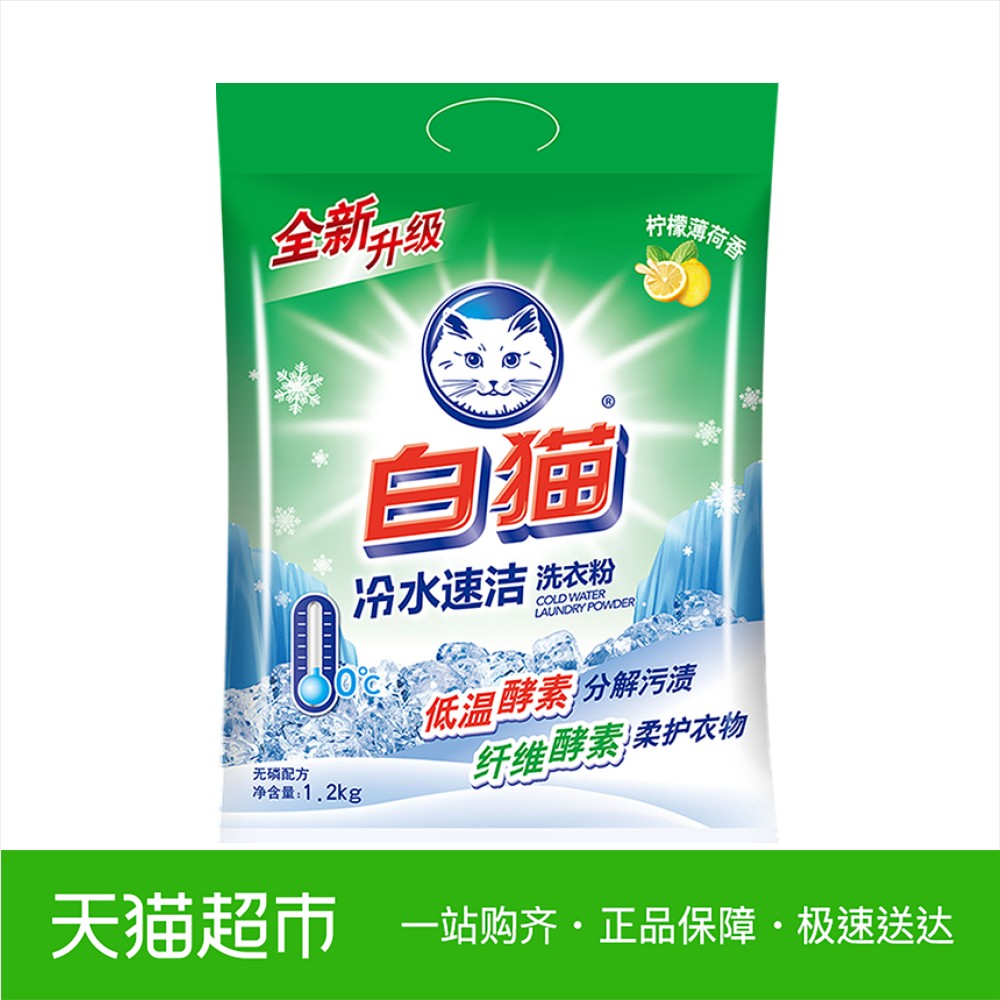 全新升级
柠檬薄荷香
®
白猫
冷水速洁 洗衣粉
COLD WATER
LAUNDRY POWDER
0℃
低温酵素 分解污渍
纤维酵素 柔护衣物
无磷配方
净含量:1.2kg
天猫超市 一站购齐·正品保障·极速送达